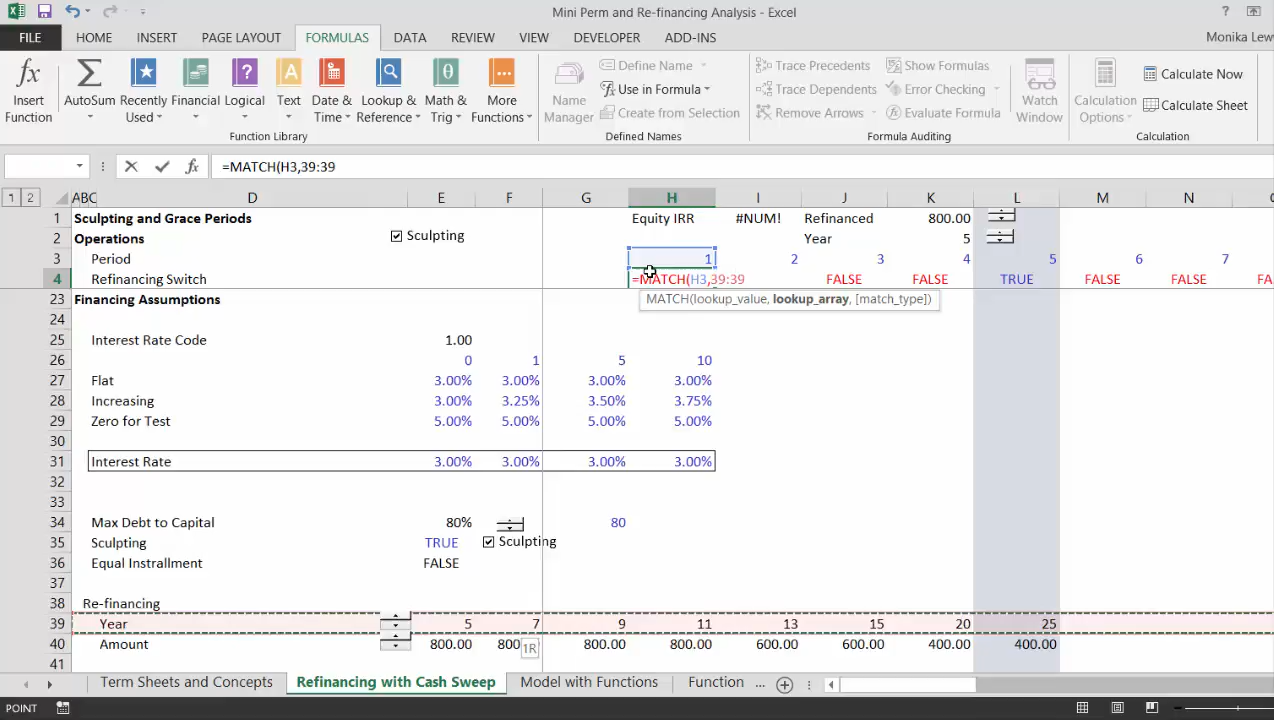 Mini Perm and Re-financing Analysis - Excel
?
FILE HOME INSERT PAGE LAYOUT FORMULAS DATA REVIEW VIEW DEVELOPER ADD-INS Monika Lew
fx Insert Function
Σ AutoSum
Recently Used
Financial
Logical
Text
Date & Time
Lookup & Reference
Math & Trig
More Functions
Function Library
Name Manager
Define Name
Use in Formula
Create from Selection
Defined Names
Trace Precedents
Trace Dependents
Remove Arrows
Show Formulas
Error Checking
Evaluate Formula
Formula Auditing
Watch Window
Calculation Options
Calculate Now
Calculate Sheet
Calculation
fx =MATCH(H3,39:39
1 2 A B C D E F G H I J K L M N
1 Sculpting and Grace Periods Equity IRR #NUM! Refinanced 800.00
2 Operations Sculpting Year 5
3 Period 1 2 3 4 5 6 7
4 Refinancing Switch =MATCH(H3,39:39 FALSE FALSE TRUE FALSE FALSE
MATCH(lookup_value, lookup_array, [match_type])
23 Financing Assumptions
24
25 Interest Rate Code 1.00
26 0 1 5 10
27 Flat 3.00% 3.00% 3.00% 3.00%
28 Increasing 3.00% 3.25% 3.50% 3.75%
29 Zero for Test 5.00% 5.00% 5.00% 5.00%
30
31 Interest Rate 3.00% 3.00% 3.00% 3.00%
32
33
34 Max Debt to Capital 80% 80
35 Sculpting TRUE Sculpting
36 Equal Instrallment FALSE
37
38 Re-financing
39 Year 5 7 9 11 13 15 20 25
40 Amount 800.00 800 1R 800.00 800.00 600.00 600.00 400.00 400.00
41
Term Sheets and Concepts Refinancing with Cash Sweep Model with Functions Function ...
POINT